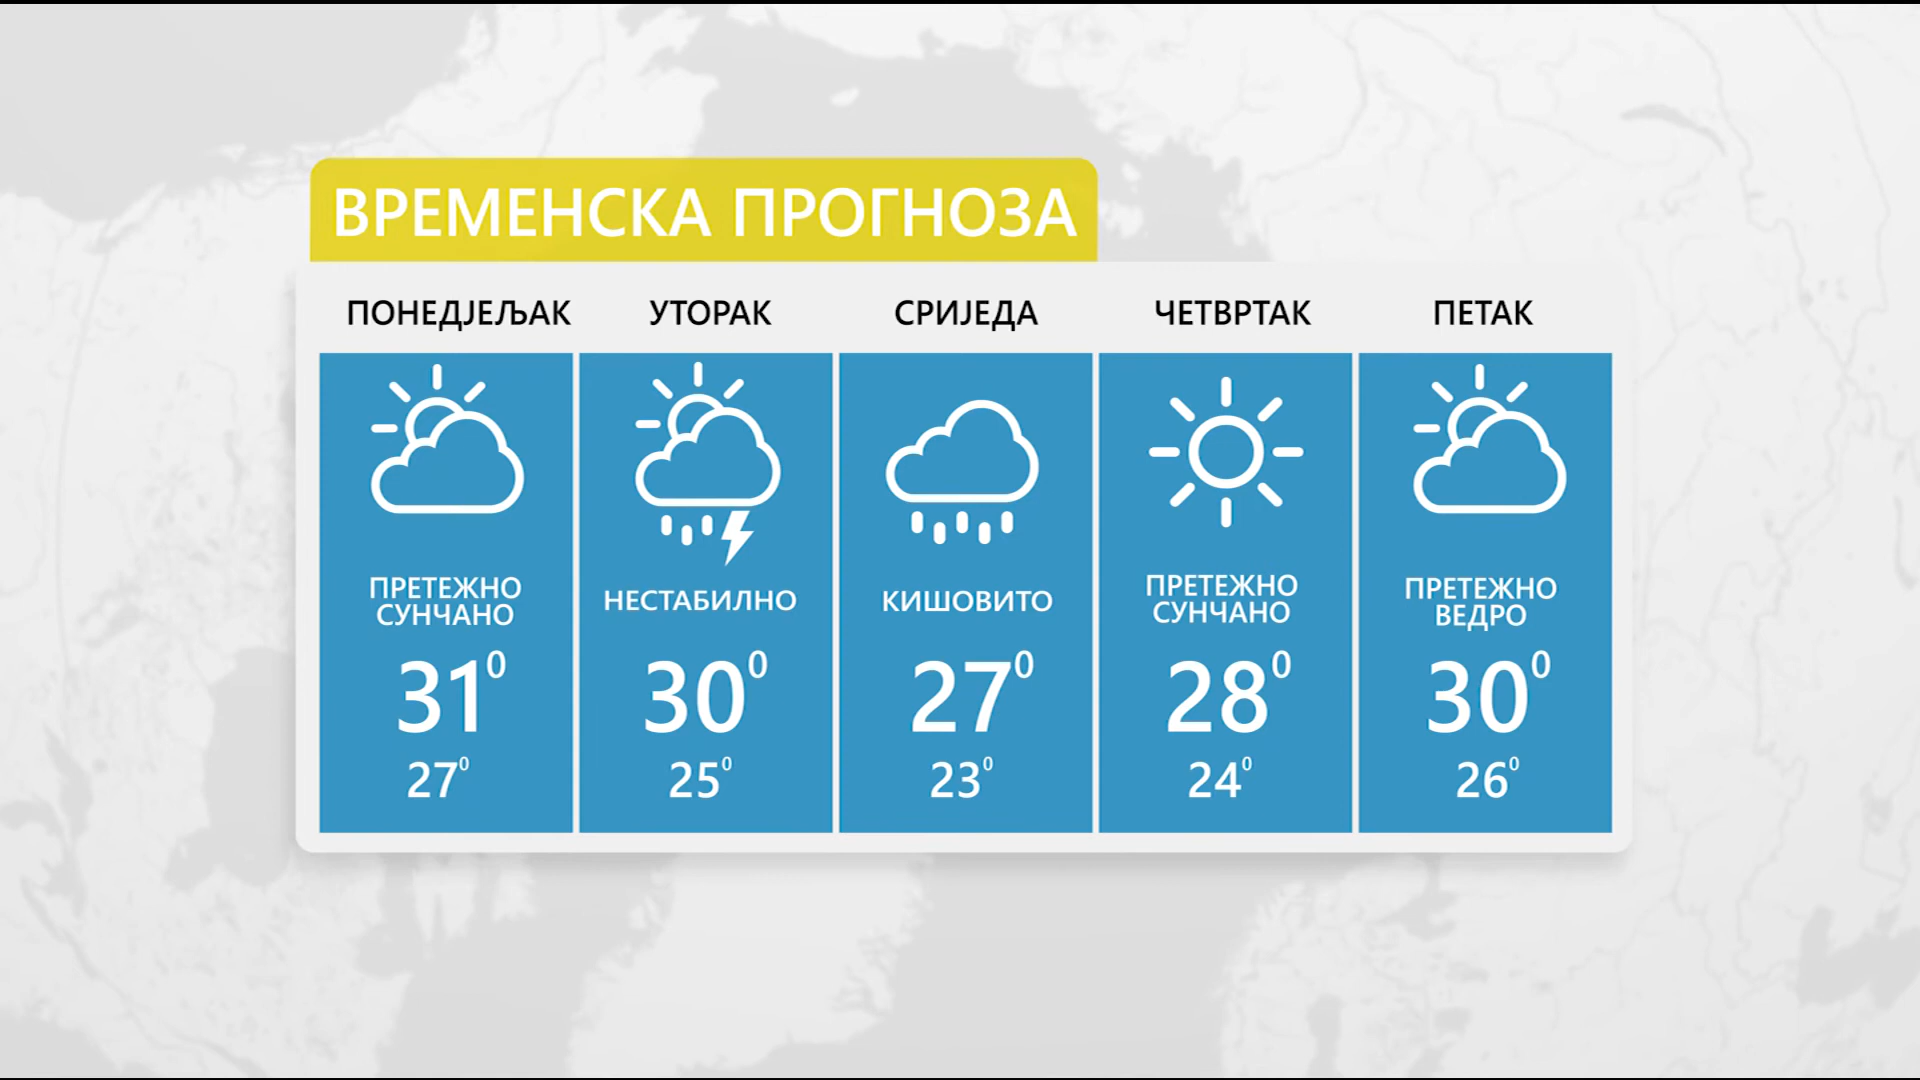 ВРЕМЕНСКА ПРОГНОЗА
ПОНЕДЈЕЉАК УТОРАК СРИЈЕДА ЧЕТВРТАК ПЕТАК
ПРЕТЕЖНО
СУНЧАНО
31⁰
27⁰
НЕСТАБИЛНО
30⁰
25⁰
КИШОВИТО
27⁰
23⁰
ПРЕТЕЖНО
СУНЧАНО
28⁰
24⁰
ПРЕТЕЖНО
ВЕДРО
30⁰
26⁰